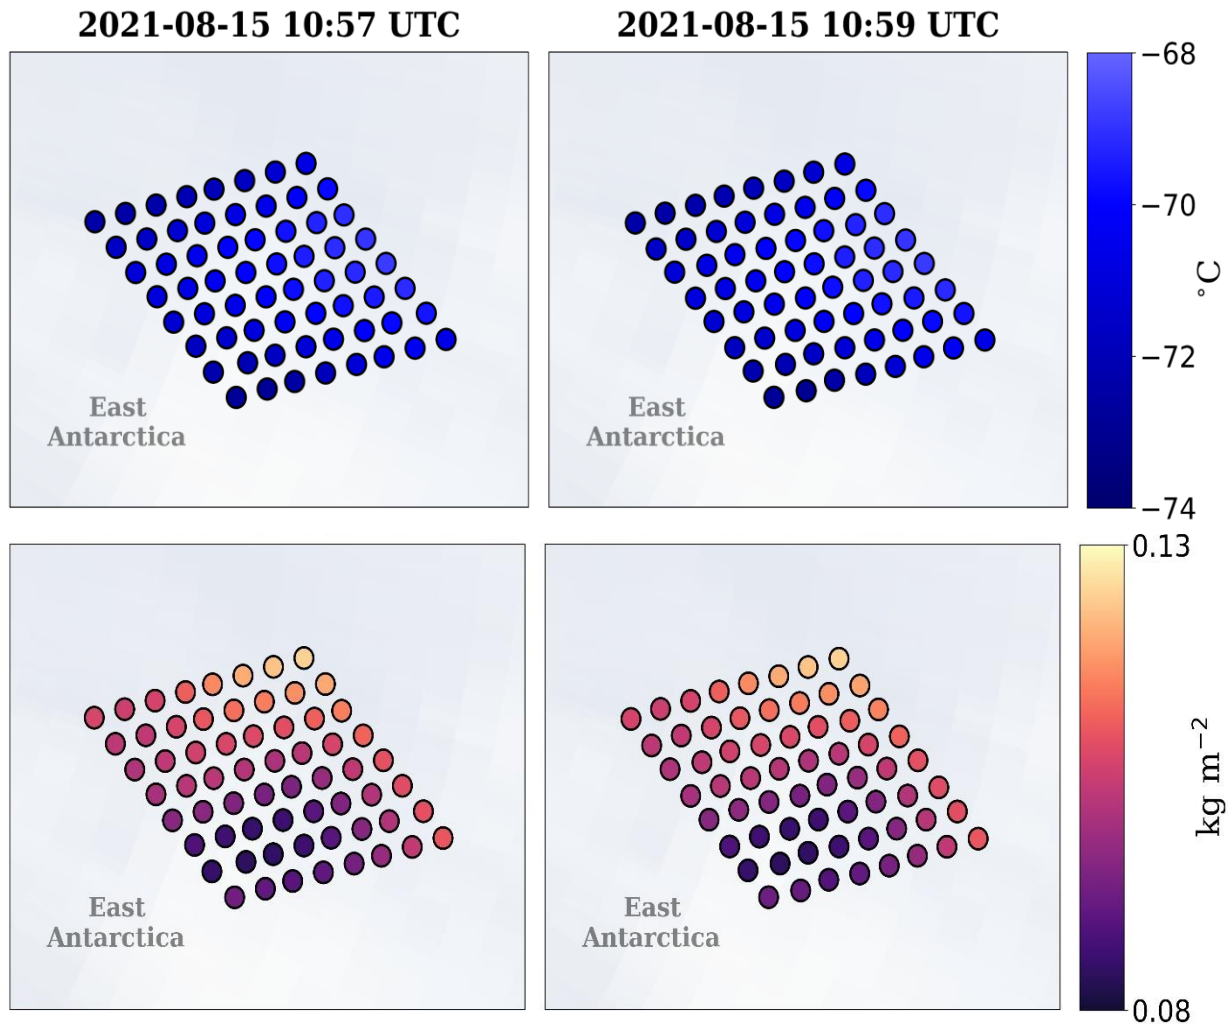 2021-08-15 10:57 UTC
2021-08-15 10:59 UTC
East
Antarctica
East
Antarctica
−68
−70
−72
−74
°C
East
Antarctica
East
Antarctica
0.13
0.08
kg m⁻²